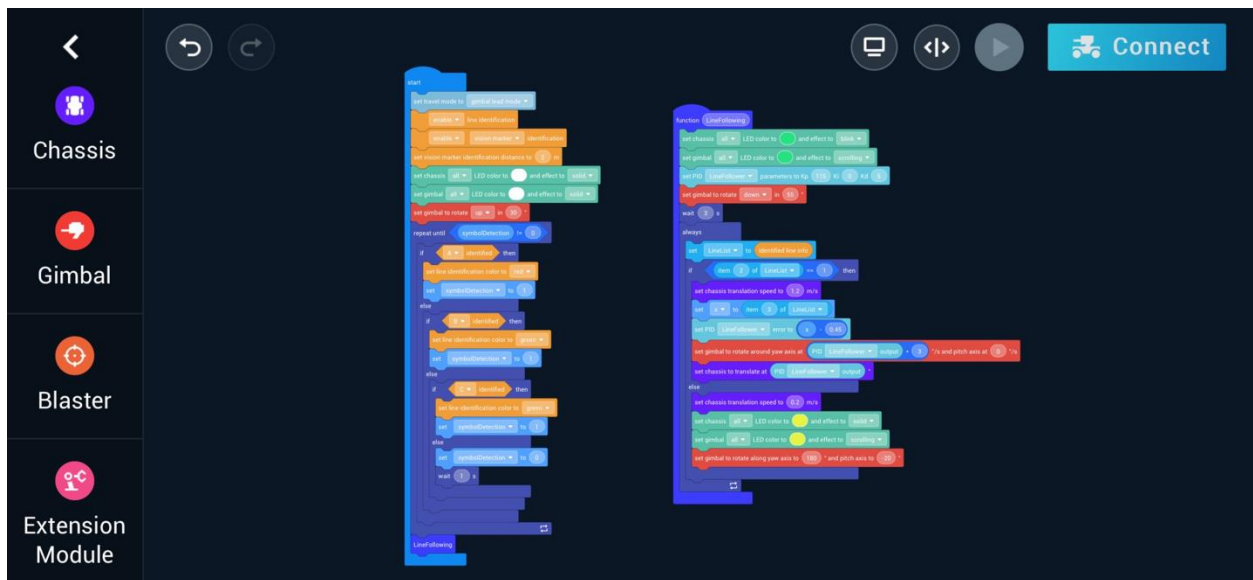 Connect
Chassis
Gimbal
Blaster
Extension
Module
start
set travel mode to gimbal lead mode
enable line identification
enable vision marker identification
set vision marker identification distance to 2 m
set chassis all LED color to and effect to solid
set gimbal all LED color to and effect to solid
set gimbal to rotate up in 30 °
repeat until symbolDetection != 0
if identified then
set line identification color to red
set symbolDetection to 1
else
if identified then
set line identification color to green
set symbolDetection to 1
else
if identified then
set line identification color to green
set symbolDetection to 1
else
set symbolDetection to 0
wait 1 s
LineFollowing
function LineFollowing
set chassis all LED color to and effect to blink
set gimbal all LED color to and effect to scrolling
set PID LineFollower parameters to Kp 115 Ki 0 Kd 5
set gimbal to rotate down in 55 °
wait 3 s
always
set LineList to identified line info
if item 2 of LineList == 1 then
set chassis translation speed to 1.2 m/s
set x to item 3 of LineList
set PID LineFollower error to x - 0.45
set gimbal to rotate around yaw axis at PID LineFollower output 3 °/s and pitch axis at 0 °/s
set chassis to translate at PID LineFollower output °
else
set chassis translation speed to 0.2 m/s
set chassis all LED color to and effect to solid
set gimbal all LED color to and effect to scrolling
set gimbal to rotate along yaw axis to 180 ° and pitch axis to -20 °